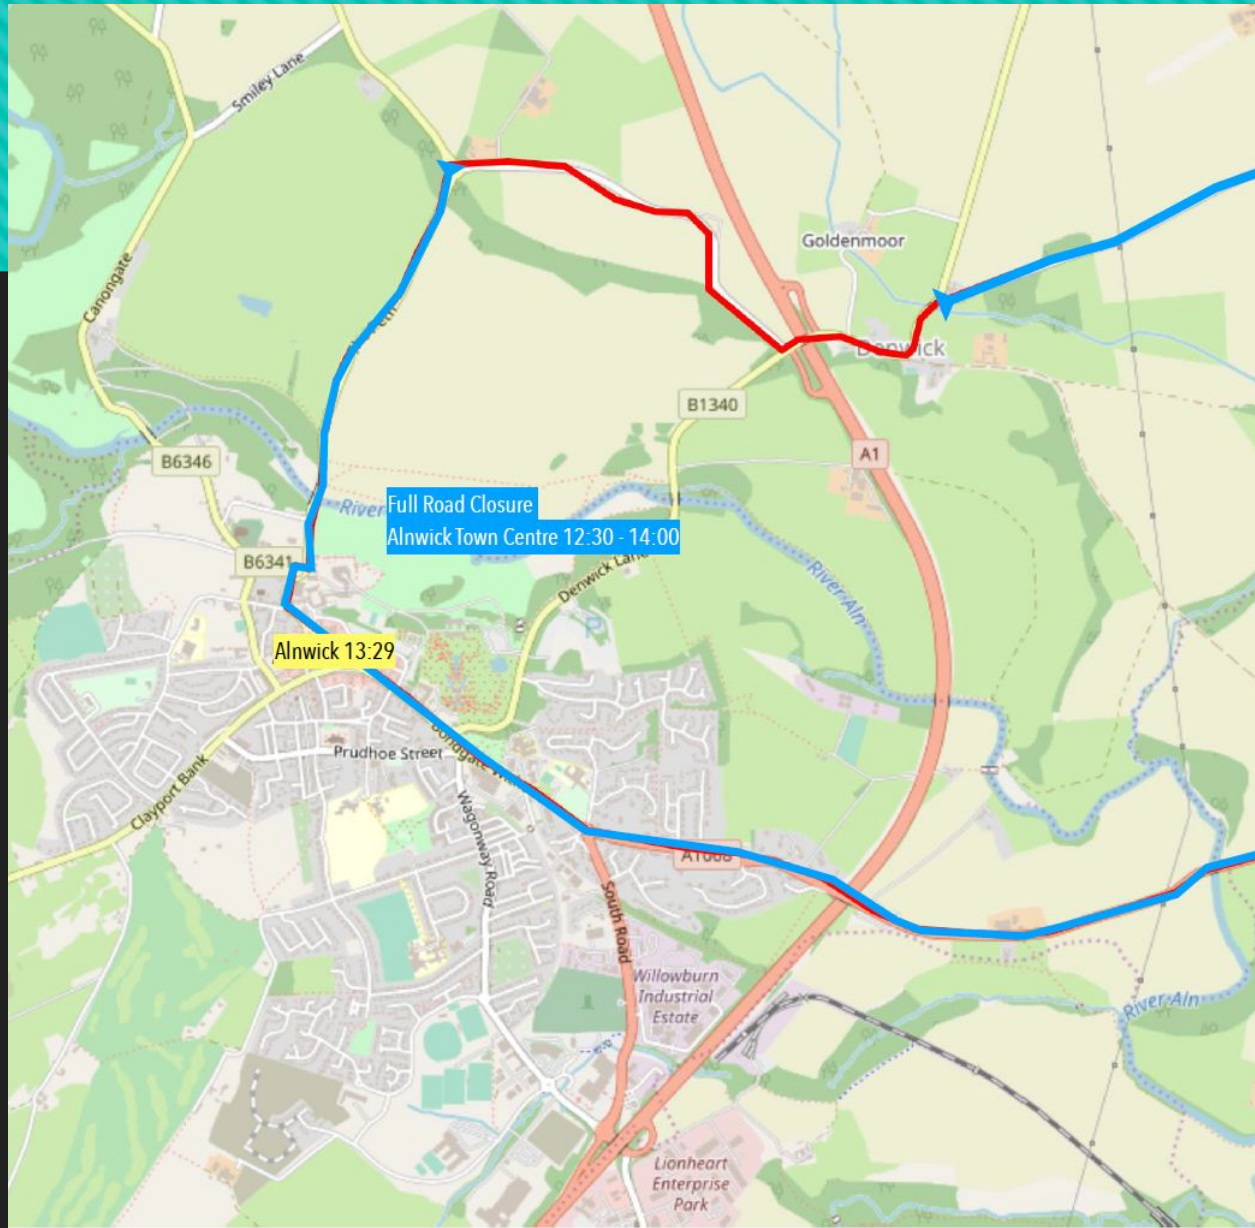 Smiley Lane
Canongate
Goldenmoor
Denwick
B1340
A1
B6346
Full Road Closure
River
Alnwick Town Centre 12:30 - 14:00
B6341
Denwick Lane
River Aln
Alnwick 13:29
Prudhoe Street
Clayport Bank
Wagonway Road
A1068
South Road
Willowburn
Industrial
Estate
River Aln
Lionheart
Enterprise
Park